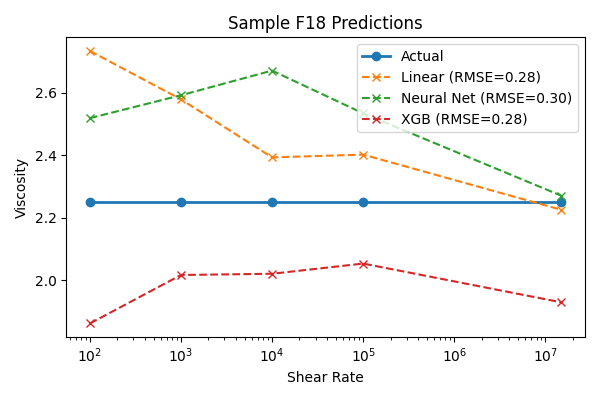 Sample F18 Predictions
Actual
Linear (RMSE=0.28)
Neural Net (RMSE=0.30)
XGB (RMSE=0.28)
Viscosity
2.6
2.4
2.2
2.0
10²
10³
10⁴
10⁵
10⁶
10⁷
Shear Rate